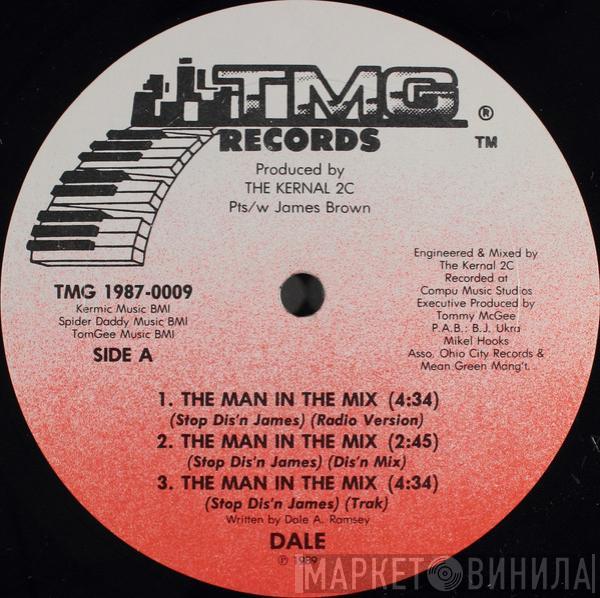 TMG ®
RECORDS TM
Produced by
THE KERNAL 2C
Pts/w James Brown
TMG 1987-0009
Kermic Music BMI
Spider Daddy Music BMI
TomGee Music BMI
SIDE A
Engineered & Mixed by
The Kernal 2C
Recorded at
Compu Music Studios
Executive Produced by
Tommy McGee
P.A.B.: B.J. Ukra
Mikel Hooks
Asso. Ohio City Records &
Mean Green Mang't.
1. THE MAN IN THE MIX (4:34)
(Stop Dis'n James) (Radio Version)
2. THE MAN IN THE MIX (2:45)
(Stop Dis'n James) (Dis'n Mix)
3. THE MAN IN THE MIX (4:34)
(Stop Dis'n James) (Trak)
Written by Dale A. Ramsey
DALE
℗ 1989
МАРКЕТ ВИНИЛА